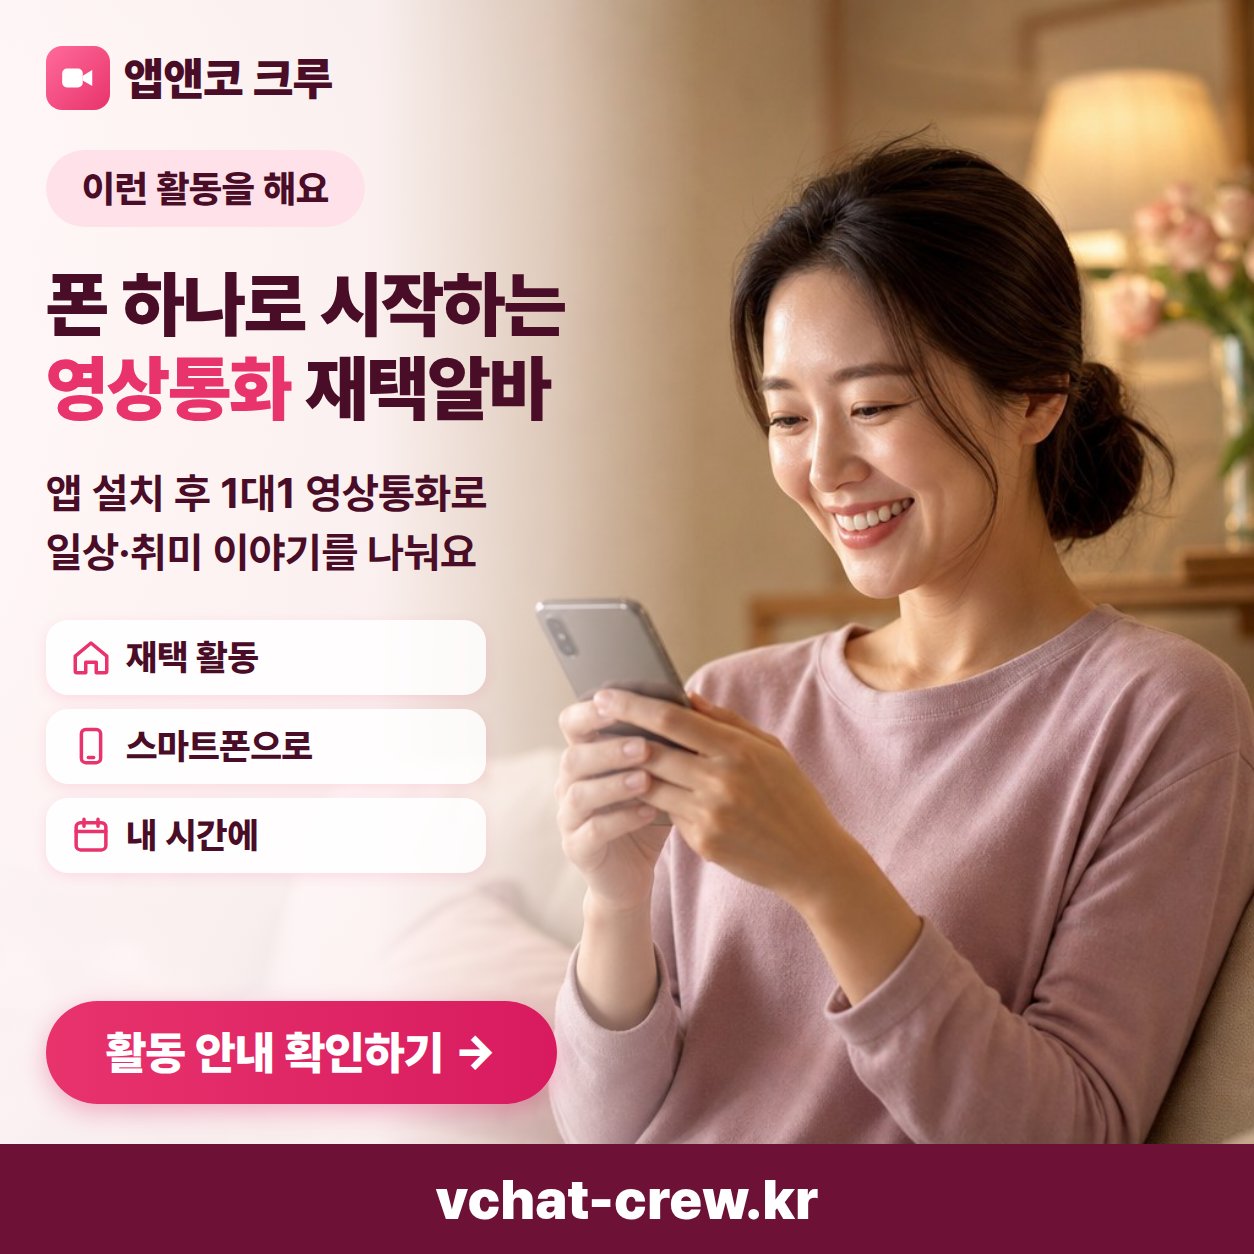 앱앤코 크루
이런 활동을 해요
폰 하나로 시작하는
영상통화 재택알바
앱 설치 후 1대1 영상통화로
일상·취미 이야기를 나눠요
재택 활동
스마트폰으로
내 시간에
활동 안내 확인하기 →
vchat-crew.kr